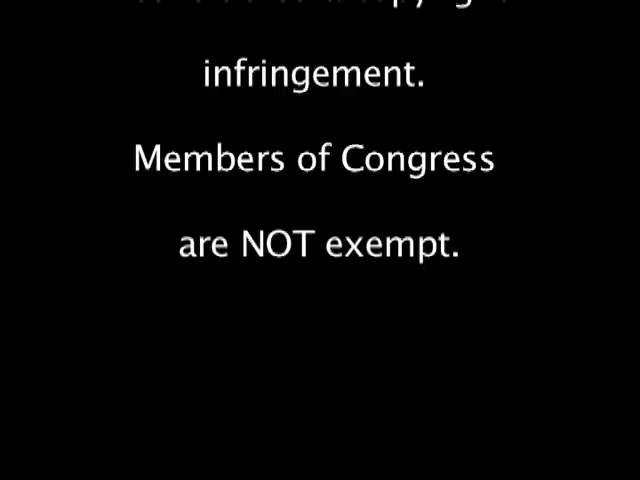 infringement.
Members of Congress
are NOT exempt.